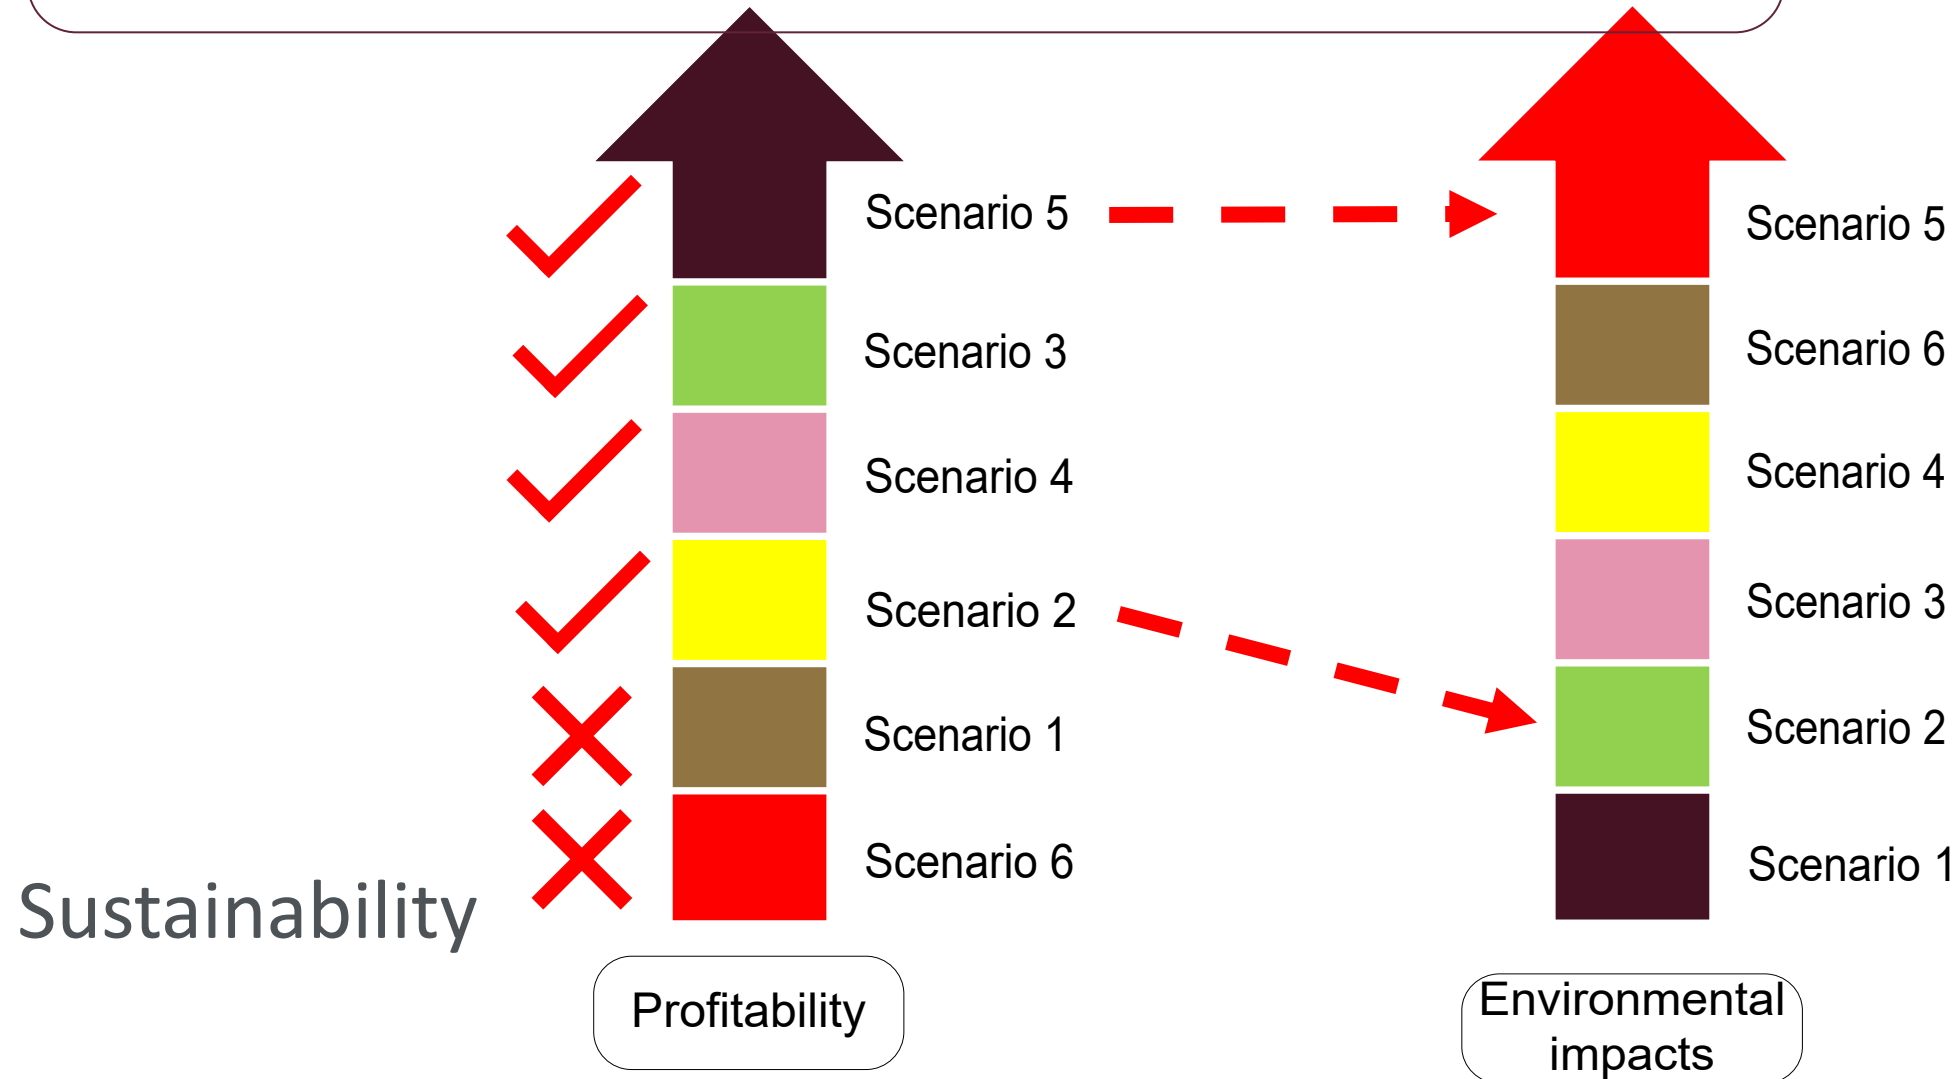 Scenario 5
Scenario 3
Scenario 4
Scenario 2
Scenario 1
Scenario 6
Scenario 5
Scenario 6
Scenario 4
Scenario 3
Scenario 2
Scenario 1
Sustainability
Profitability
Environmental
impacts